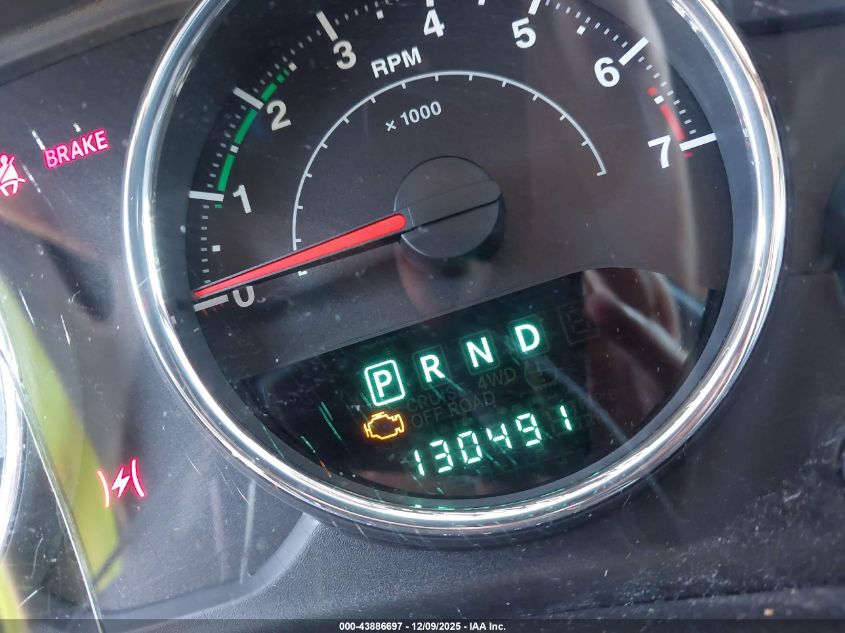 1 2 3 4 5 6 7
RPM
x 1000
BRAKE
0
P R N D
CRUISE 4WD
OFF ROAD
130491
000-43886697 - 12/09/2025 - IAA Inc.